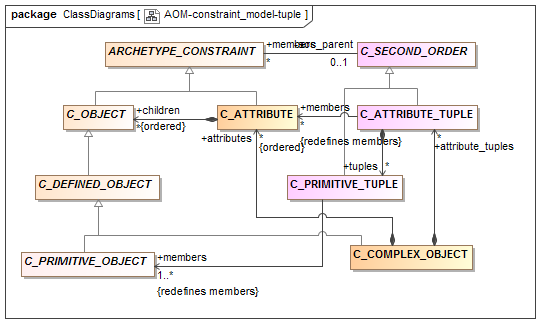 package ClassDiagrams [ AOM-constraint_model-tuple ]
ARCHETYPE_CONSTRAINT
+members
_parent
C_SECOND_ORDER
*
0..1
C_OBJECT
+children
*{ordered}
C_ATTRIBUTE
+members
C_ATTRIBUTE_TUPLE
+attributes
*
{ordered}
*
{redefines members}
*
+attribute_tuples
C_DEFINED_OBJECT
+tuples
*
C_PRIMITIVE_TUPLE
C_PRIMITIVE_OBJECT
+members
1..*
{redefines members}
C_COMPLEX_OBJECT